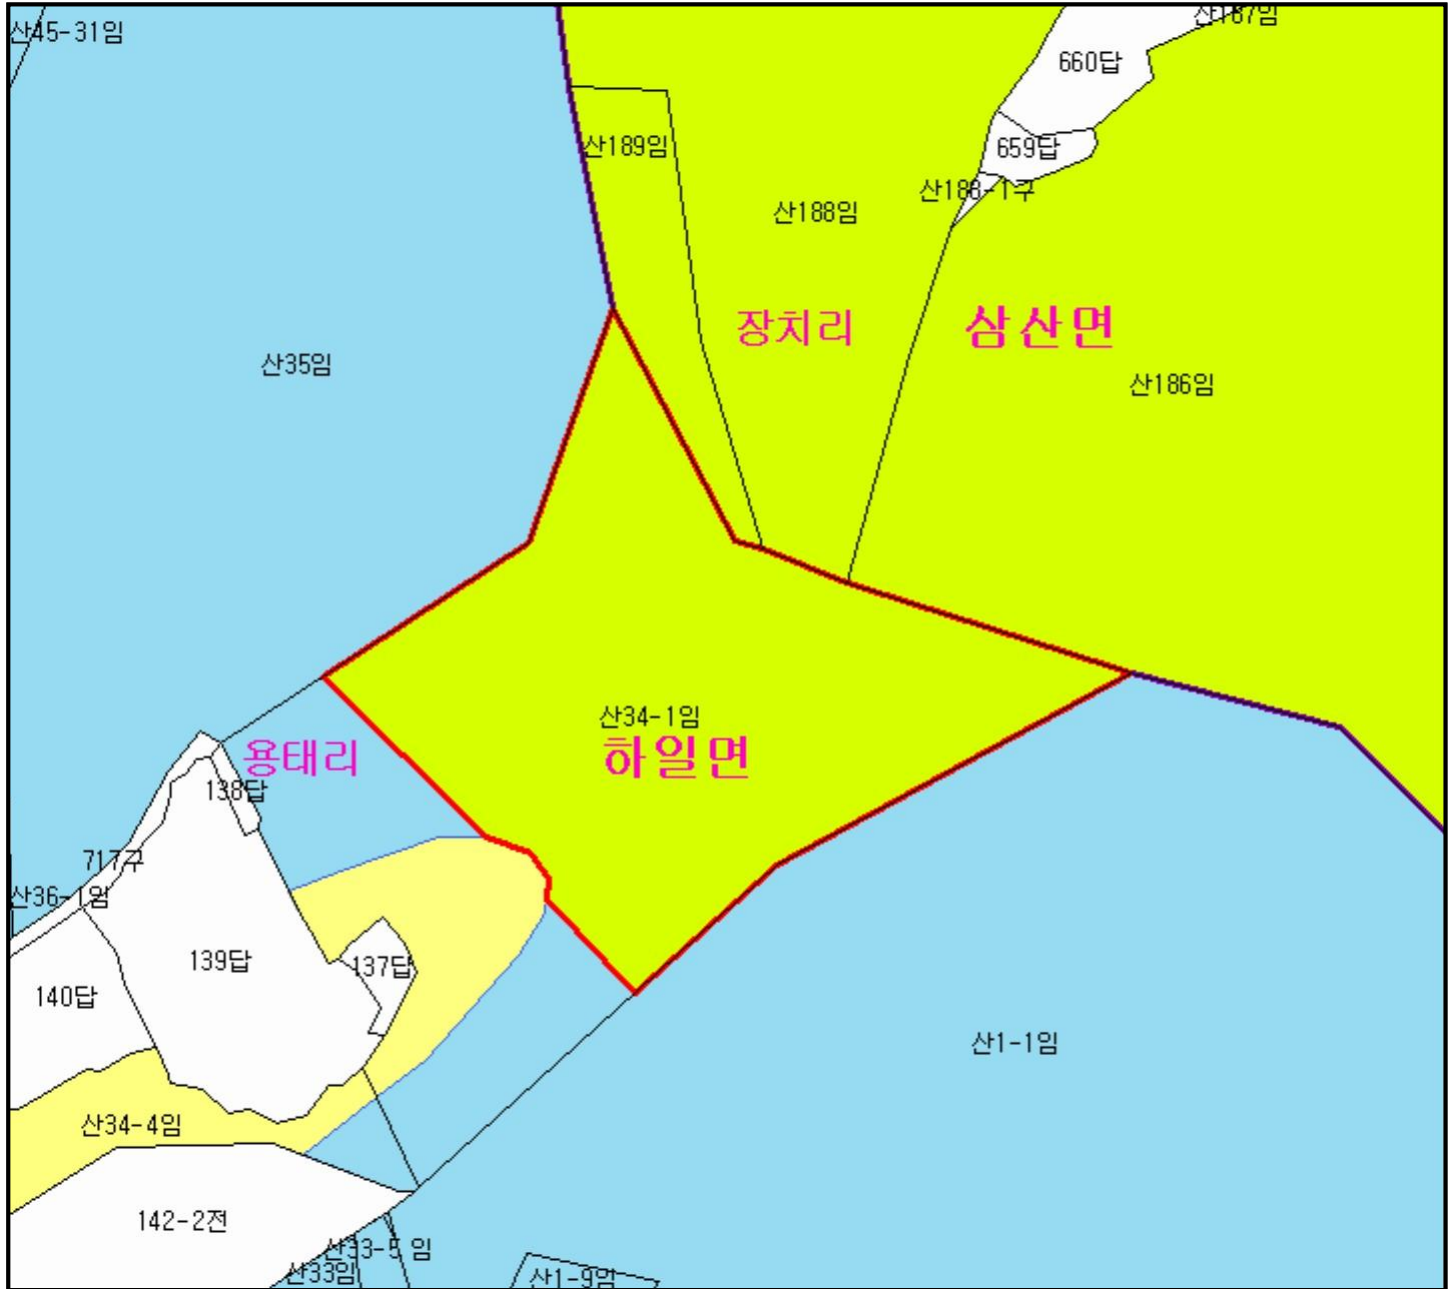 산45-31임
산187임
660답
산189임
659답
산188-1구
산188임
장치리
삼산면
산35임
산186임
산34-1임
용태리
하일면
138답
717구
산36-1임
139답
137답
140답
산1-1임
산34-4임
142-2전
산33-5 임
산33임
산1-9임